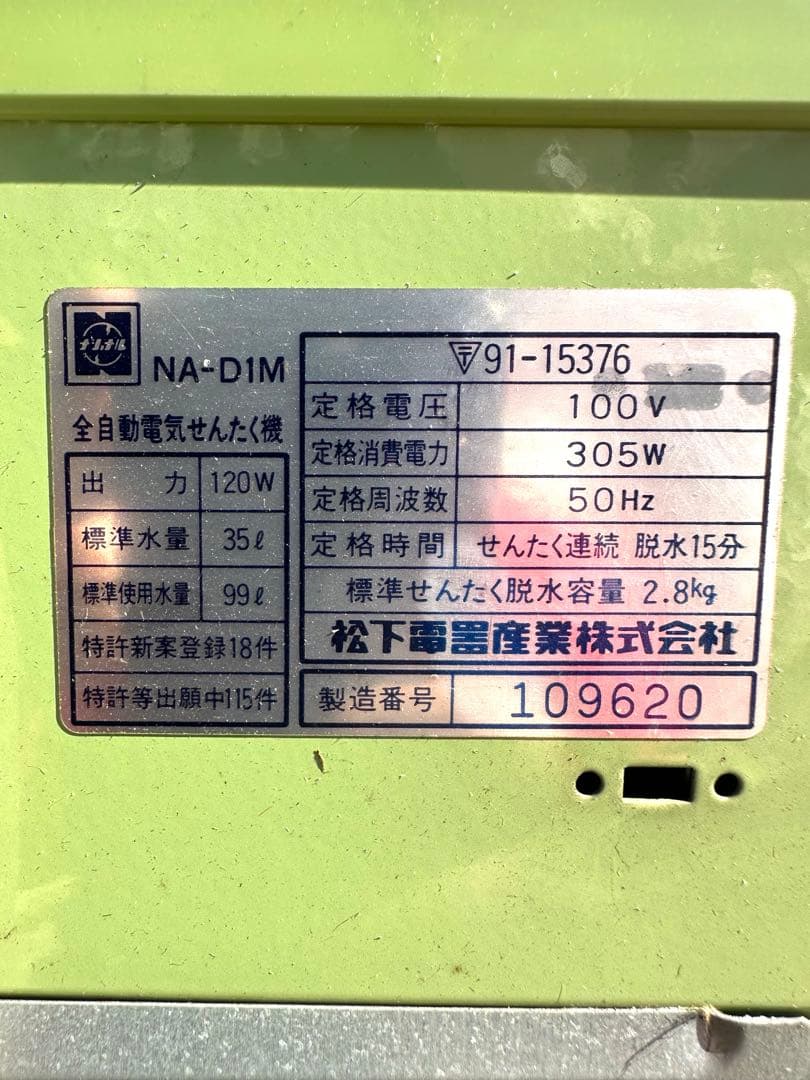 ナショナル
NA-D1M
全自動電気せんたく機
出力 120W
標準水量 35ℓ
標準使用水量 99ℓ
特許新案登録18件
特許等出願中115件
〒91-15376
定格電圧 100V
定格消費電力 305W
定格周波数 50Hz
定格時間 せんたく連続 脱水15分
標準せんたく脱水容量 2.8kg
松下電器産業株式会社
製造番号 109620